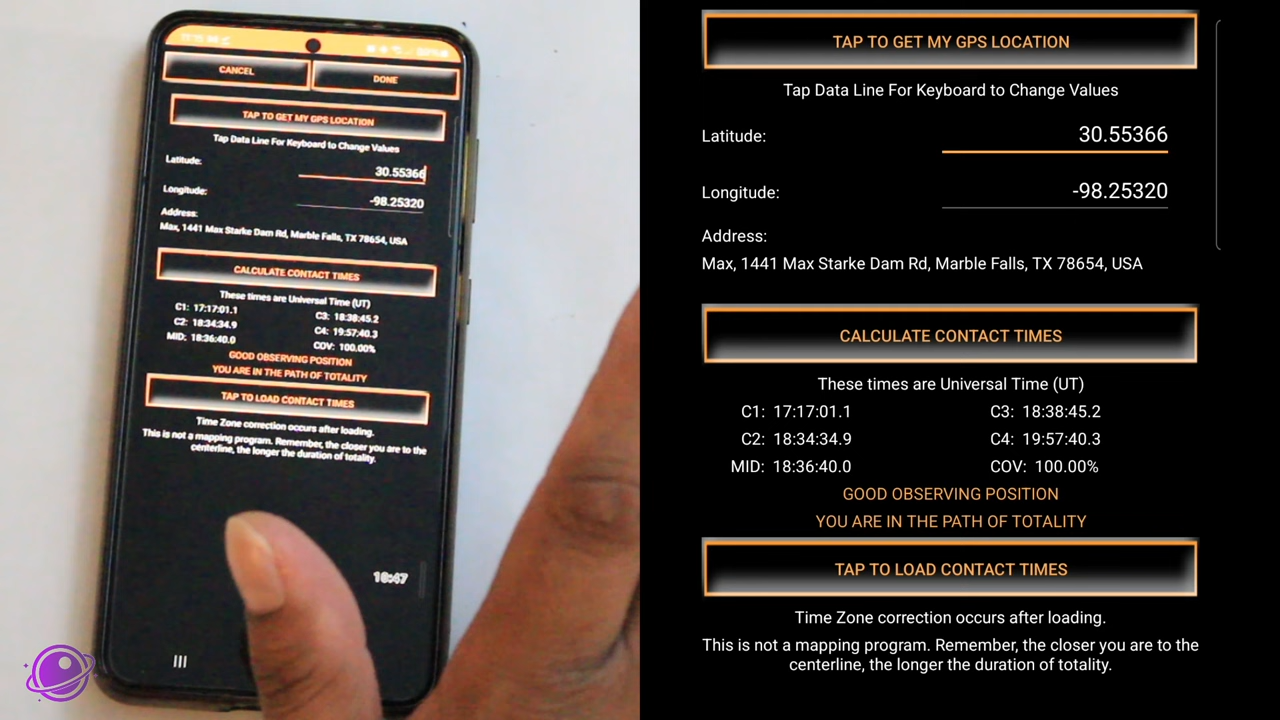 CANCEL
DONE
TAP TO GET MY GPS LOCATION
Tap Data Line For Keyboard to Change Values
Latitude:
30.55366
Longitude:
-98.25320
Address:
Max, 1441 Max Starke Dam Rd, Marble Falls, TX 78654, USA
CALCULATE CONTACT TIMES
These times are Universal Time (UT)
C1: 17:17:01.1
C3: 18:38:45.2
C2: 18:34:34.9
C4: 19:57:40.3
MID: 18:36:40.0
COV: 100.00%
GOOD OBSERVING POSITION
YOU ARE IN THE PATH OF TOTALITY
TAP TO LOAD CONTACT TIMES
Time Zone correction occurs after loading.
This is not a mapping program. Remember, the closer you are to the
centerline, the longer the duration of totality.
TAP TO GET MY GPS LOCATION
Tap Data Line For Keyboard to Change Values
Latitude: 30.55366
Longitude: -98.25320
Address:
Max, 1441 Max Starke Dam Rd, Marble Falls, TX 78654, USA
CALCULATE CONTACT TIMES
These times are Universal Time (UT)
C1: 17:17:01.1 C3: 18:38:45.2
C2: 18:34:34.9 C4: 19:57:40.3
MID: 18:36:40.0 COV: 100.00%
GOOD OBSERVING POSITION
YOU ARE IN THE PATH OF TOTALITY
TAP TO LOAD CONTACT TIMES
Time Zone correction occurs after loading.
This is not a mapping program. Remember, the closer you are to the
centerline, the longer the duration of totality.